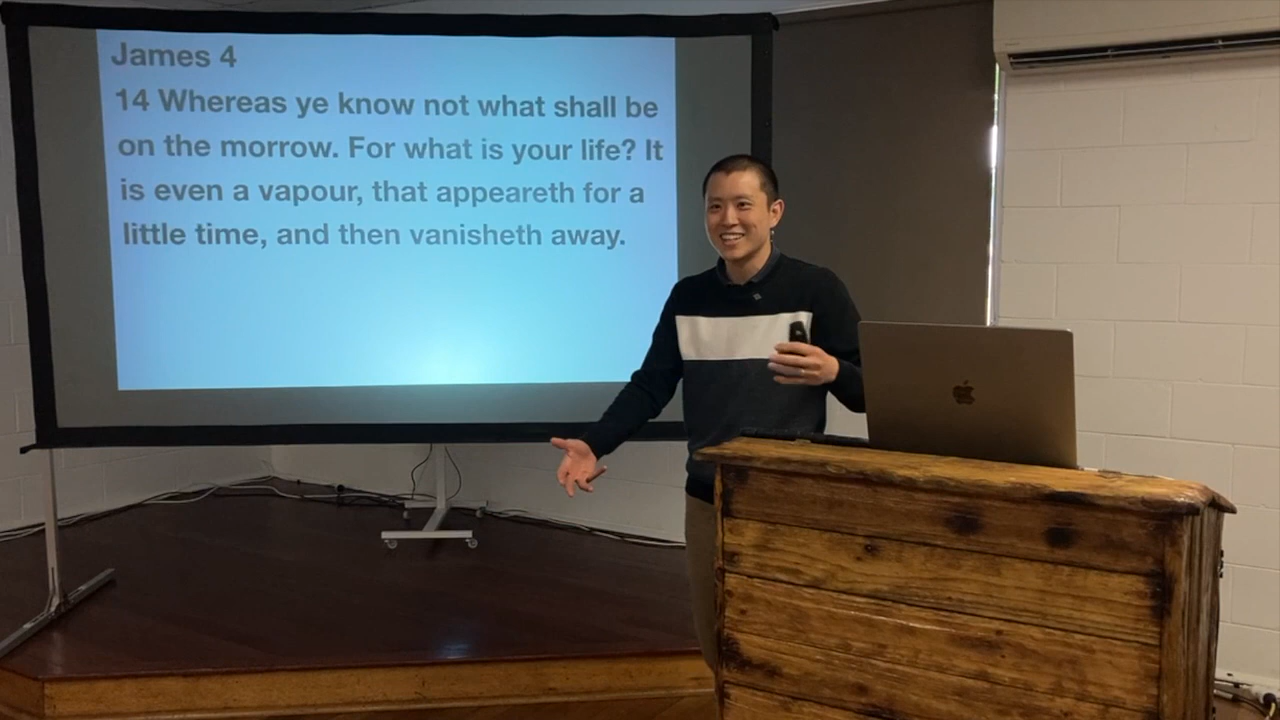 James 4
14 Whereas ye know not what shall be
on the morrow. For what is your life? It
is even a vapour, that appeareth for a
little time, and then vanisheth away.